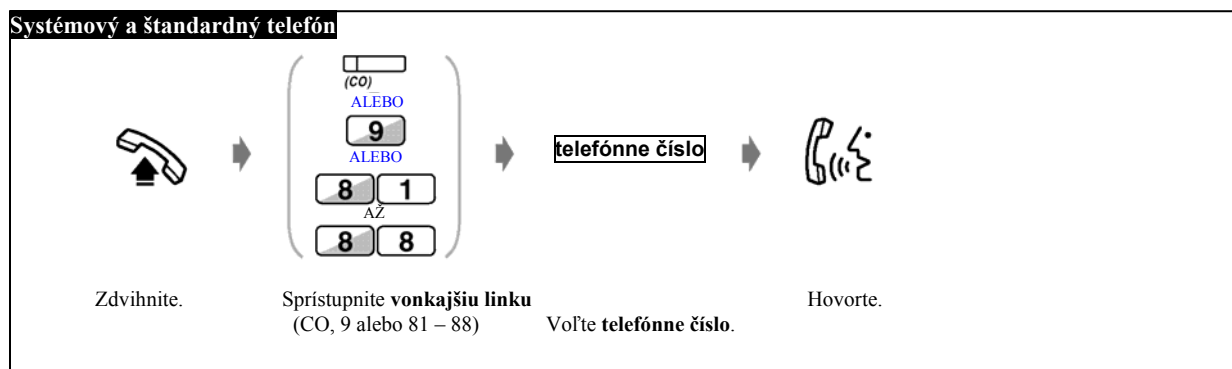 Systémový a štandardný telefón
(CO)
ALEBO
9
ALEBO
8 1
AŽ
8 8
telefónne číslo
Zdvihnite.
Sprístupnite vonkajšiu linku
(CO, 9 alebo 81 – 88)
Voľte telefónne číslo.
Hovorte.